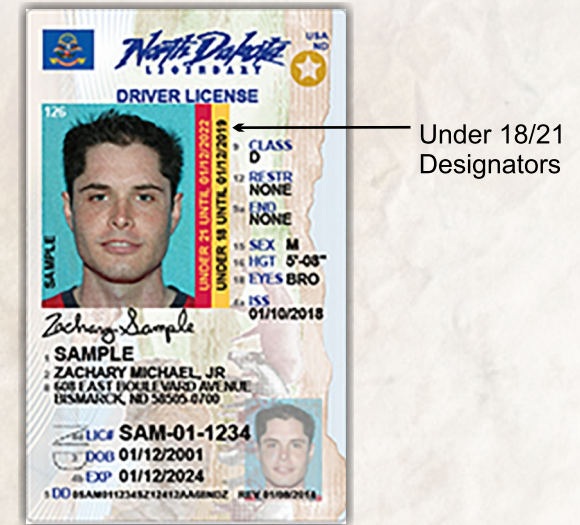 North Dakota
LEGENDARY
USA
ND
DRIVER LICENSE
126
SAMPLE
UNDER 21 UNTIL 01/12/2022
UNDER 18 UNTIL 01/12/2019
Under 18/21
Designators
9 CLASS
D
12 RESTR
NONE
9a END
NONE
15 SEX M
16 HGT 5'-08"
18 EYES BRO
4a ISS
01/10/2018
Zachary Sample
1 SAMPLE
2 ZACHARY MICHAEL, JR
8 608 EAST BOULEVARD AVENUE
BISMARCK, ND 58505-0700
4d LIC# SAM-01-1234
3 DOB 01/12/2001
4b EXP 01/12/2024
5 DD
REV 01/08/2018